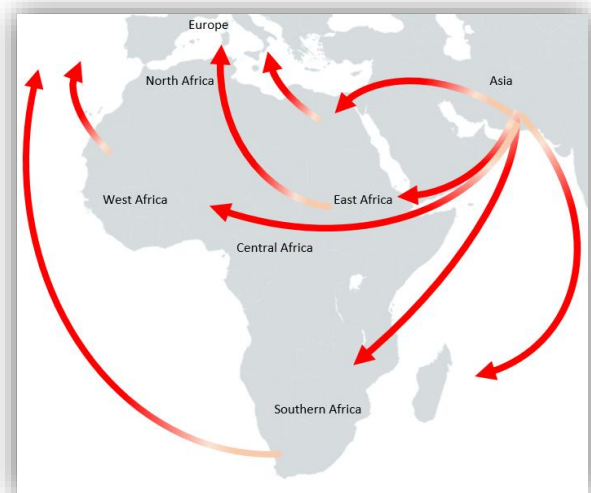 Europe
North Africa
Asia
West Africa
East Africa
Central Africa
Southern Africa